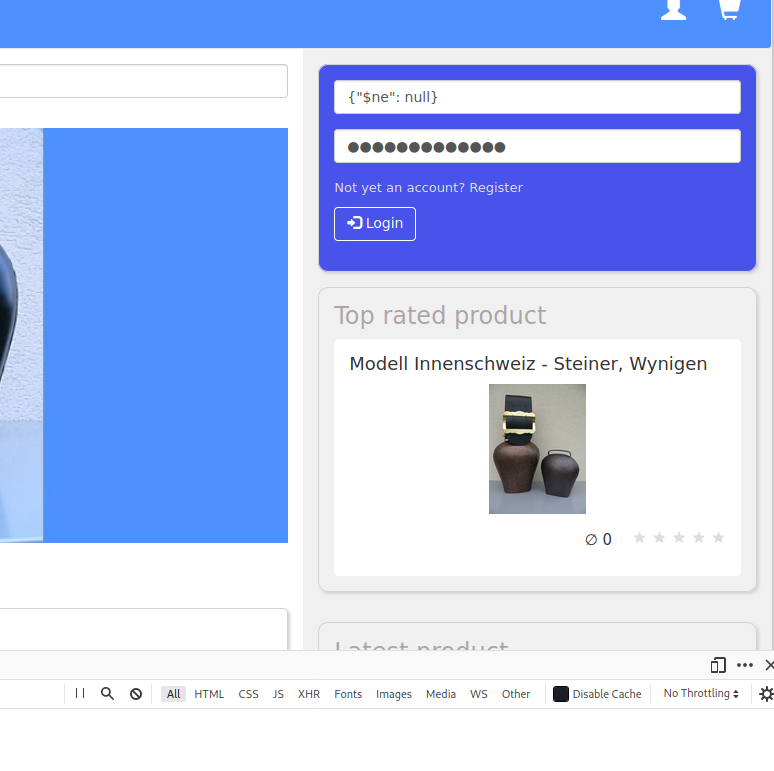 {"$ne": null}
●●●●●●●●●●●●●
Not yet an account? Register
Login
Top rated product
Modell Innenschweiz - Steiner, Wynigen
∅ 0
Latest product
All HTML CSS JS XHR Fonts Images Media WS Other Disable Cache No Throttling